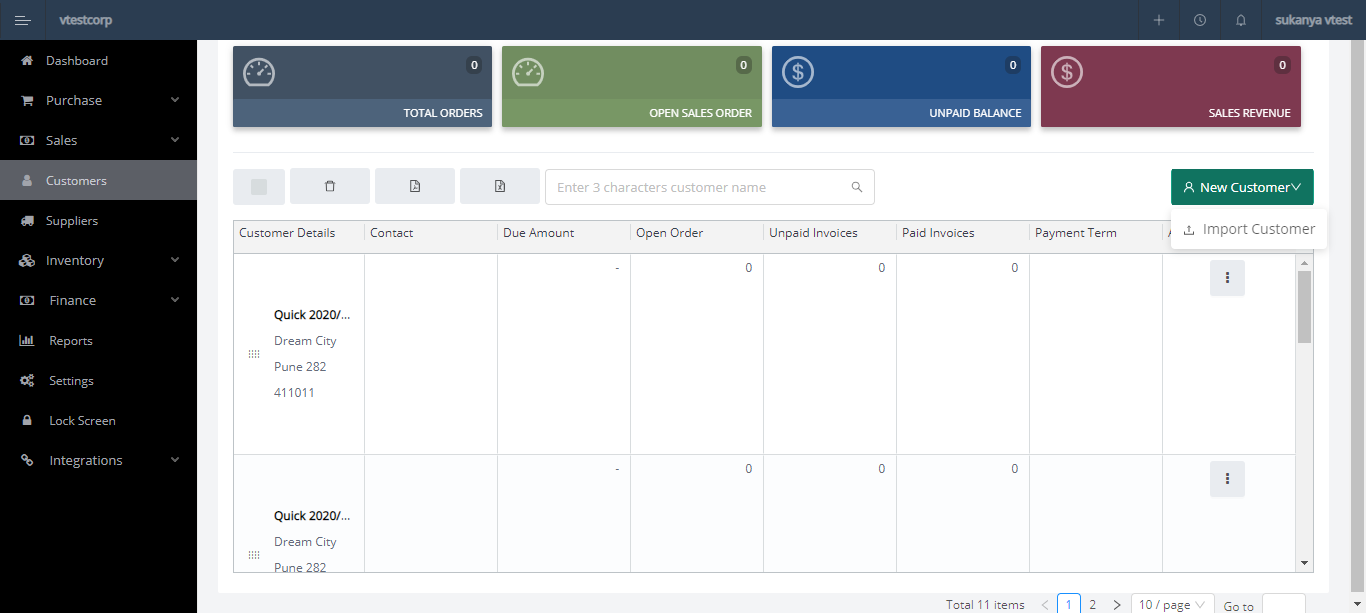 vtestcorp
sukanya vtest
Dashboard
Purchase
Sales
Customers
Suppliers
Inventory
Finance
Reports
Settings
Lock Screen
Integrations
0
TOTAL ORDERS
0
OPEN SALES ORDER
0
UNPAID BALANCE
0
SALES REVENUE
Enter 3 characters customer name
New Customer
Import Customer
Customer Details Contact Due Amount Open Order Unpaid Invoices Paid Invoices Payment Term
- 0 0 0
Quick 2020/...
Dream City
Pune 282
411011
- 0 0 0
Quick 2020/...
Dream City
Pune 282
Total 11 items < 1 2 > 10 / page Go to